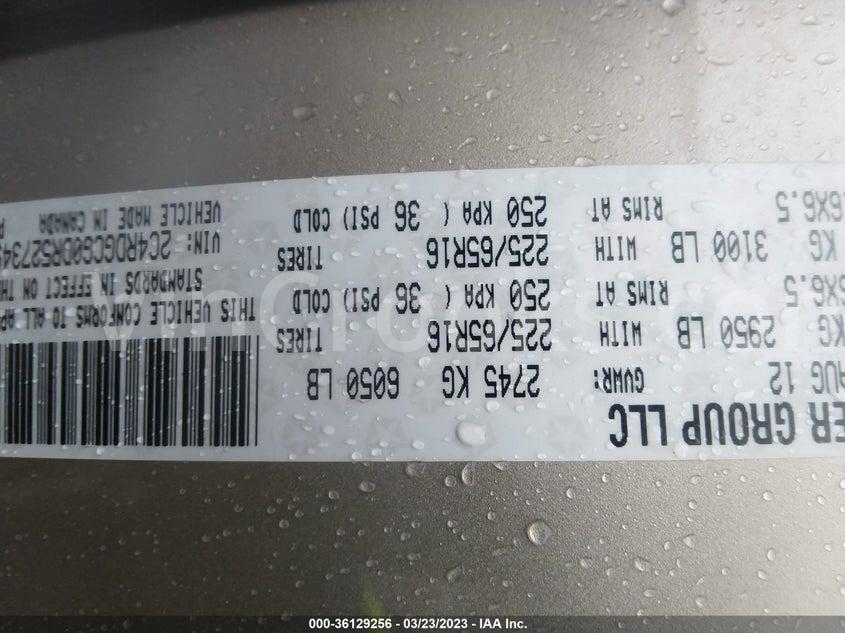 ER GROUP LLC
AUG 12 GVWR: 2745 KG 6050 LB
KG 2950 LB WITH 225/65R16 TIRES
6X6.5 RIMS AT 250 KPA ( 36 PSI) COLD
KG 3100 LB WITH 225/65R16 TIRES
6X6.5 RIMS AT 250 KPA ( 36 PSI) COLD
THIS VEHICLE CONFORMS TO ALL AP
STANDARDS IN EFFECT ON TH
VIN:
VEHICLE MADE IN CANADA
000-36129256 - 03/23/2023 - IAA Inc.